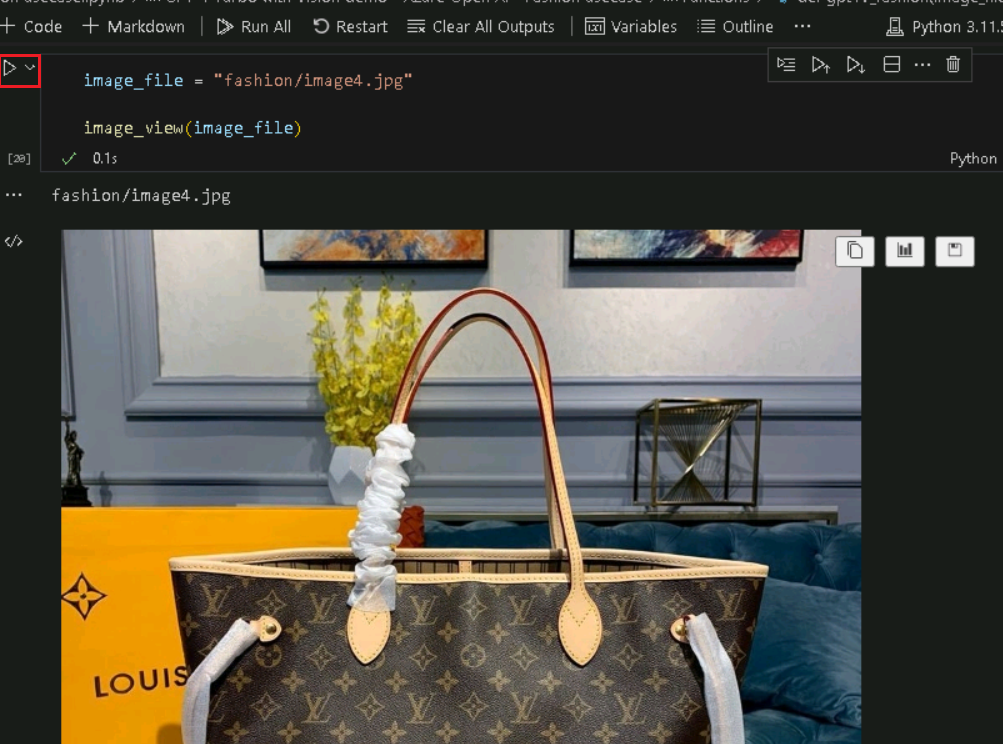 Code + Markdown Run All Restart Clear All Outputs Variables Outline ... Python 3.11.
image_file = "fashion/image4.jpg"
image_view(image_file)
[20] 0.1s Python
fashion/image4.jpg
LOUIS